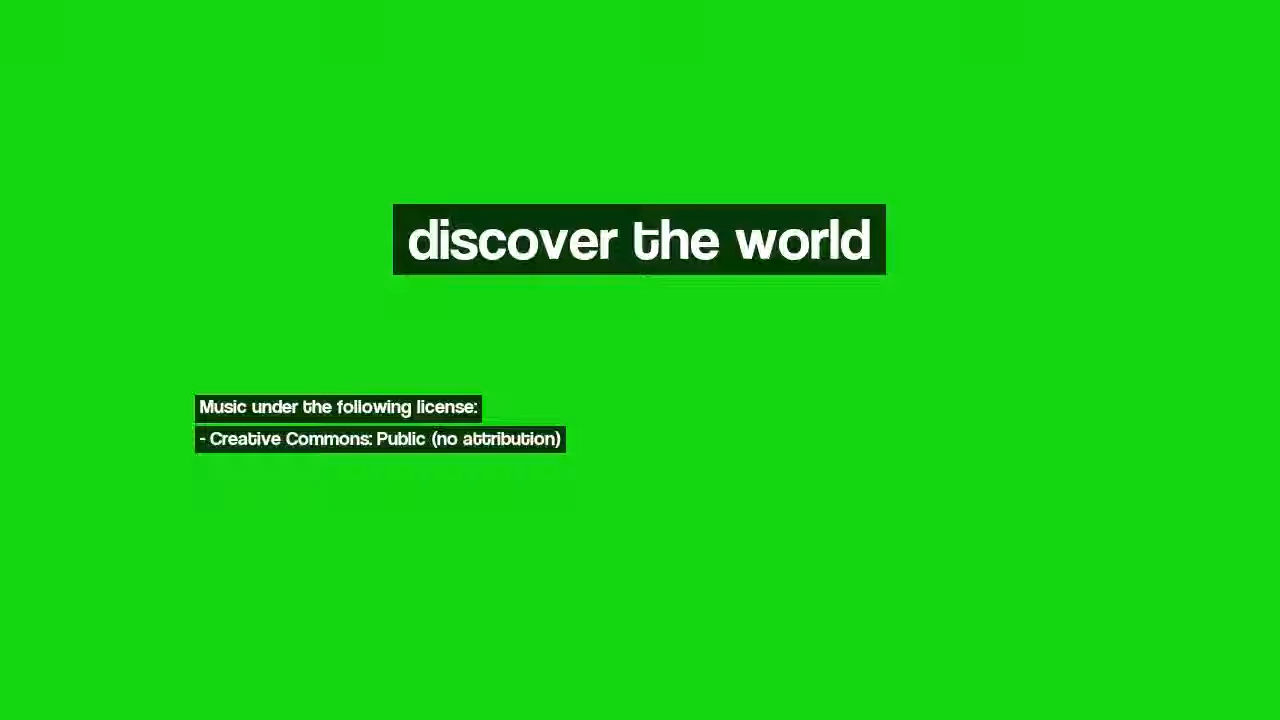 discover the world
Music under the following license:
- Creative Commons: Public (no attribution)